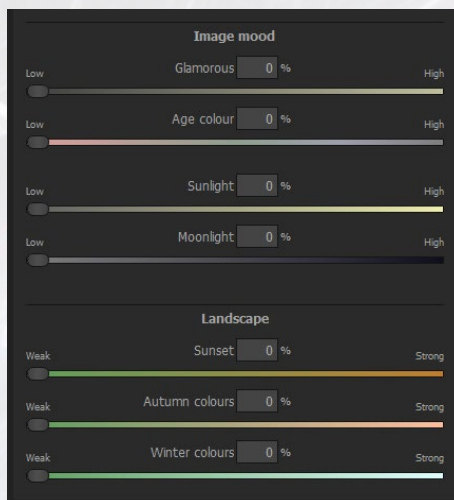 Image mood
Glamorous 0 %
Low High
Age colour 0 %
Low High
Sunlight 0 %
Low High
Moonlight 0 %
Low High
Landscape
Sunset 0 %
Weak Strong
Autumn colours 0 %
Weak Strong
Winter colours 0 %
Weak Strong